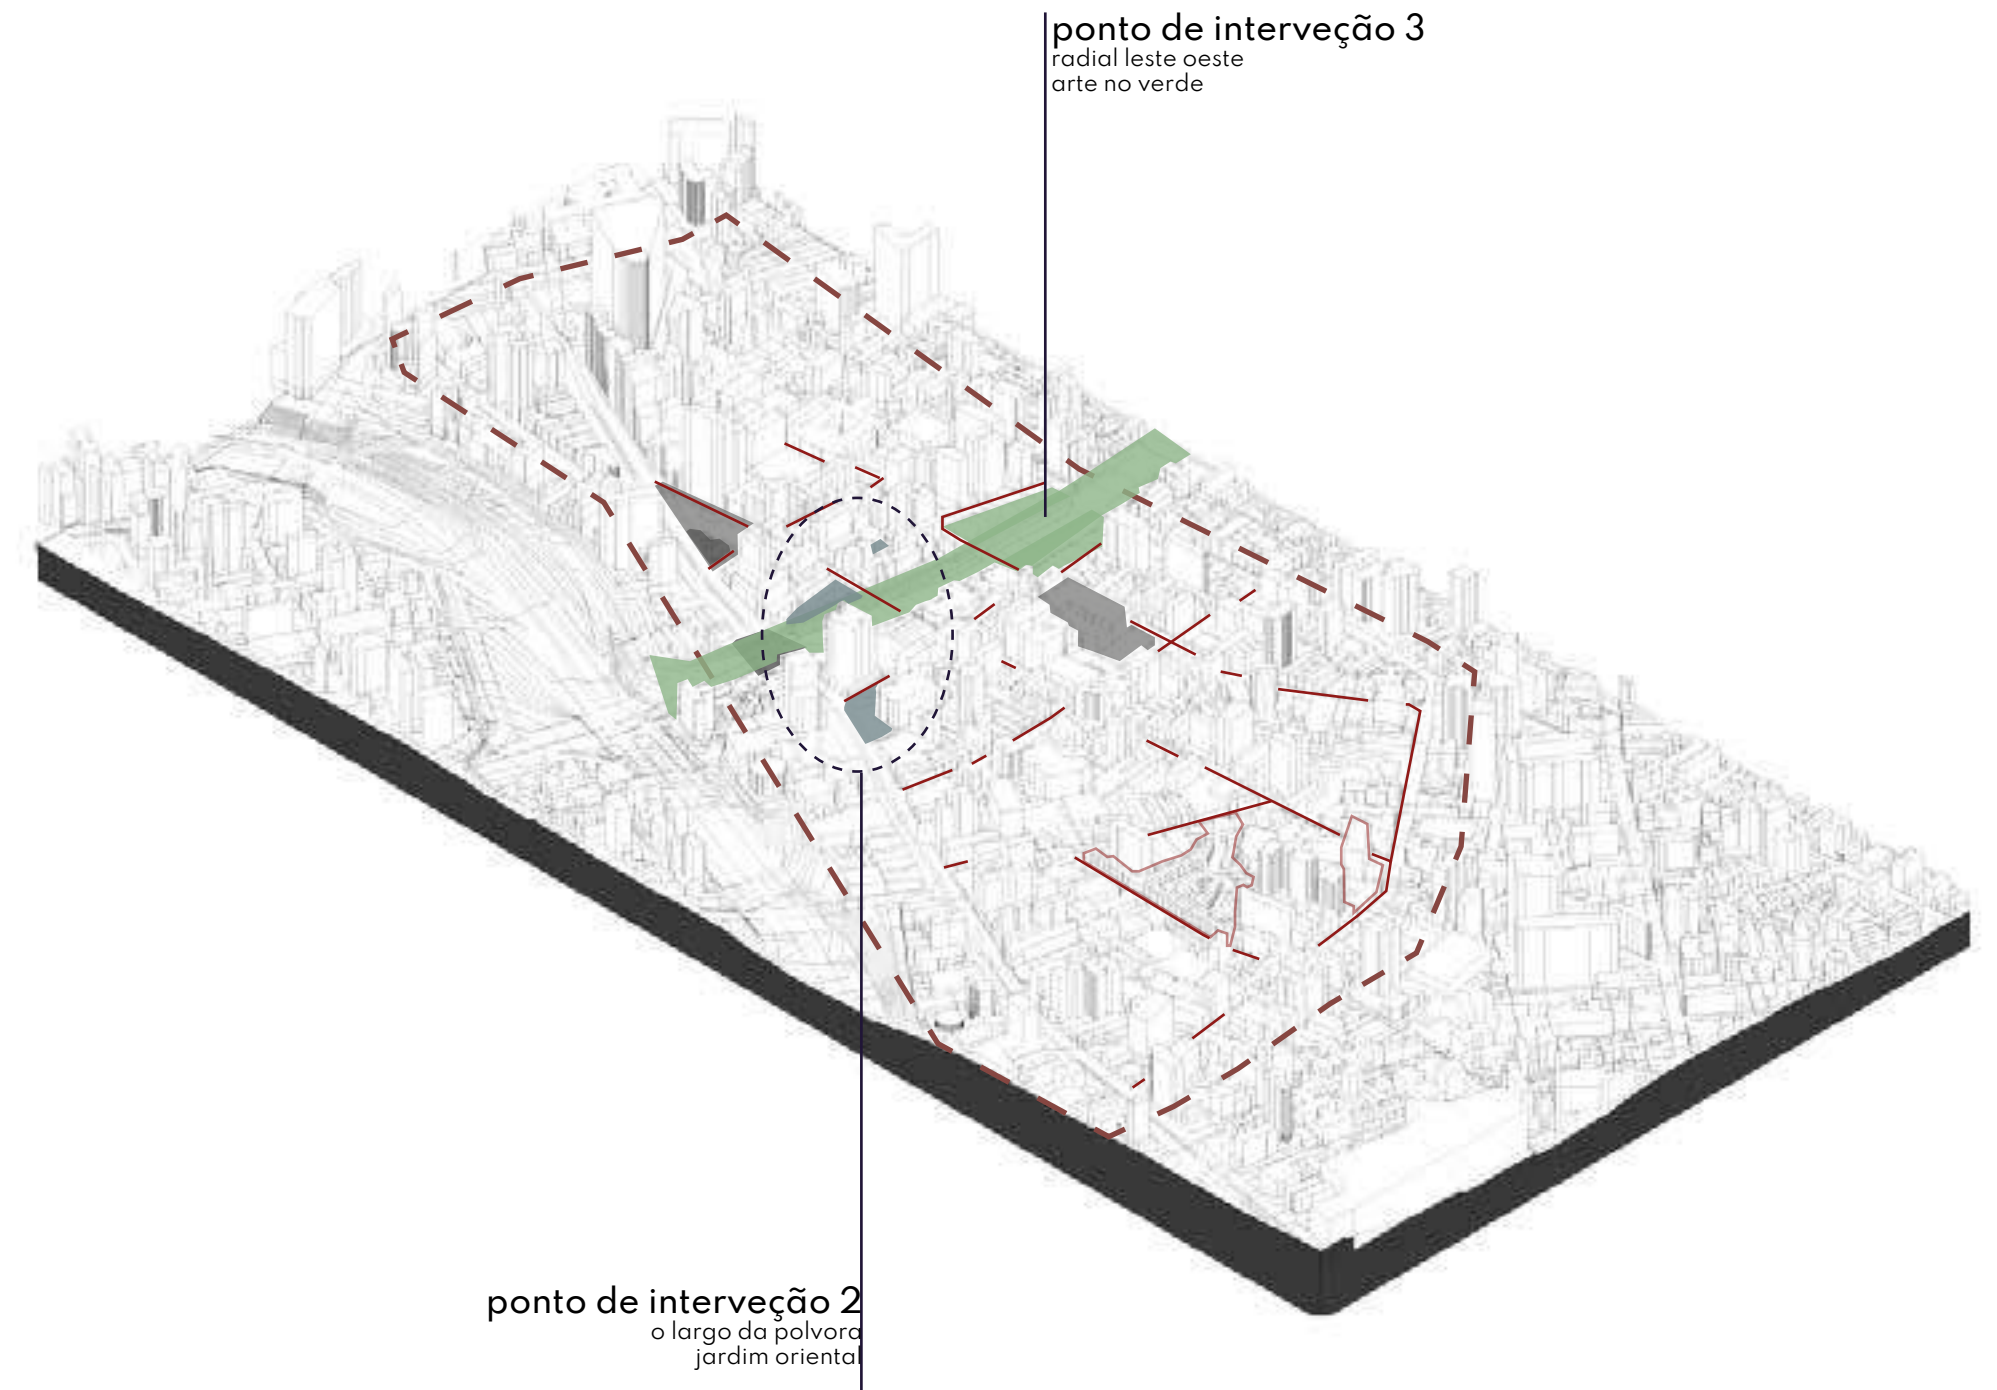 ponto de interveção 3
radial leste oeste
arte no verde
ponto de interveção 2
o largo da polvora
jardim oriental